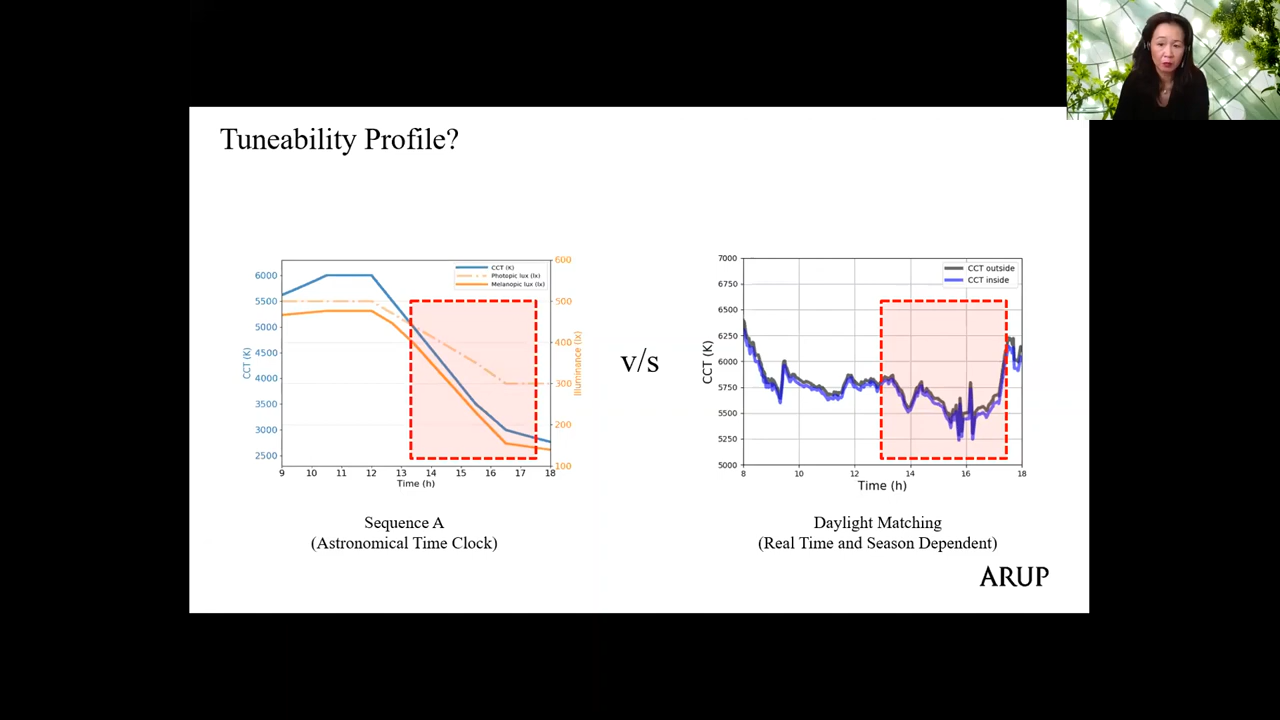 Tuneability Profile?
600
6000
5500
5000
4500
4000
3500
3000
2500
CCT (K)
CCT (K)
Photopic lux (lx)
Melanopic lux (lx)
500
400
300
200
100
Illuminance (lx)
9 10 11 12 13 14 15 16 17 18
Time (h)
Sequence A
(Astronomical Time Clock)
v/s
7000
6750
6500
6250
6000
5750
5500
5250
5000
CCT (K)
CCT outside
CCT inside
8 10 12 14 16 18
Time (h)
Daylight Matching
(Real Time and Season Dependent)
ARUP